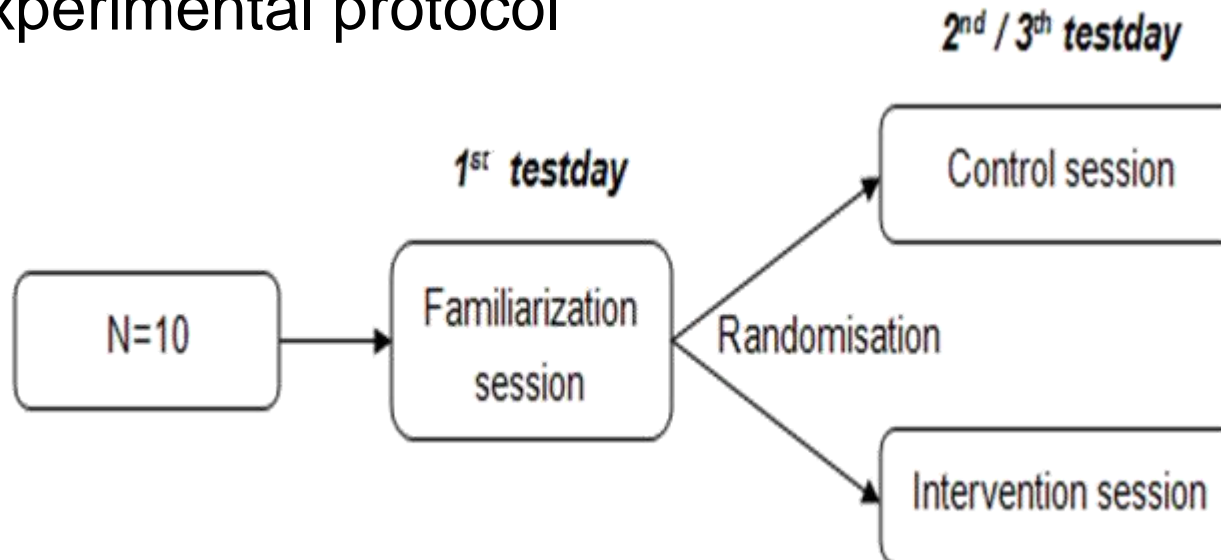 xperimental protocol
2nd / 3th testday
1st testday
Control session
Familiarization
session
N=10
Randomisation
Intervention session